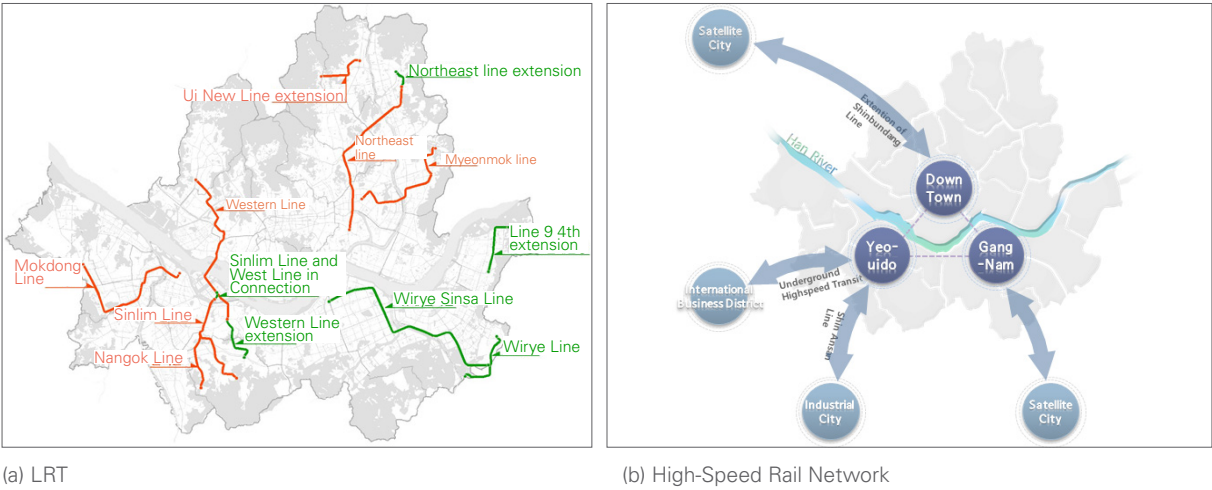 Ui New Line extension
Northeast line extension
Northeast
line
Myeonmok line
Western Line
Line 9 4th
extension
Mokdong
Line
Sinlim Line and
West Line in
Connection
Sinlim Line
Wirye Sinsa Line
Western Line
extension
Wirye Line
Nangok Line
(a) LRT
Satellite
City
Extention of
Shinbundang
Line
Han River
Down
Town
Yeo-
uido
Gang
-Nam
Underground
Highspeed Transit
International
Business District
Shin Ansan
Line
Industrial
City
Satellite
City
(b) High-Speed Rail Network